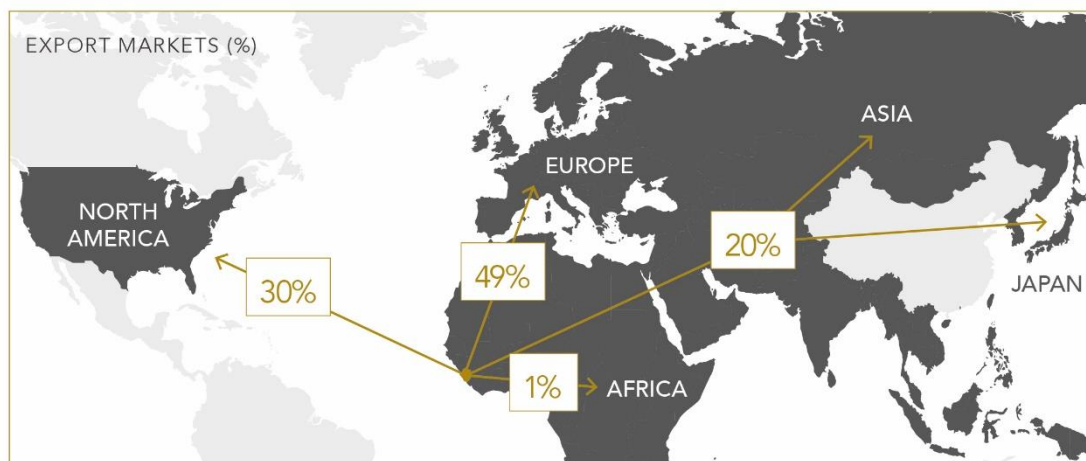 EXPORT MARKETS (%)
ASIA
EUROPE
NORTH
AMERICA
20%
49%
30%
JAPAN
1%
AFRICA